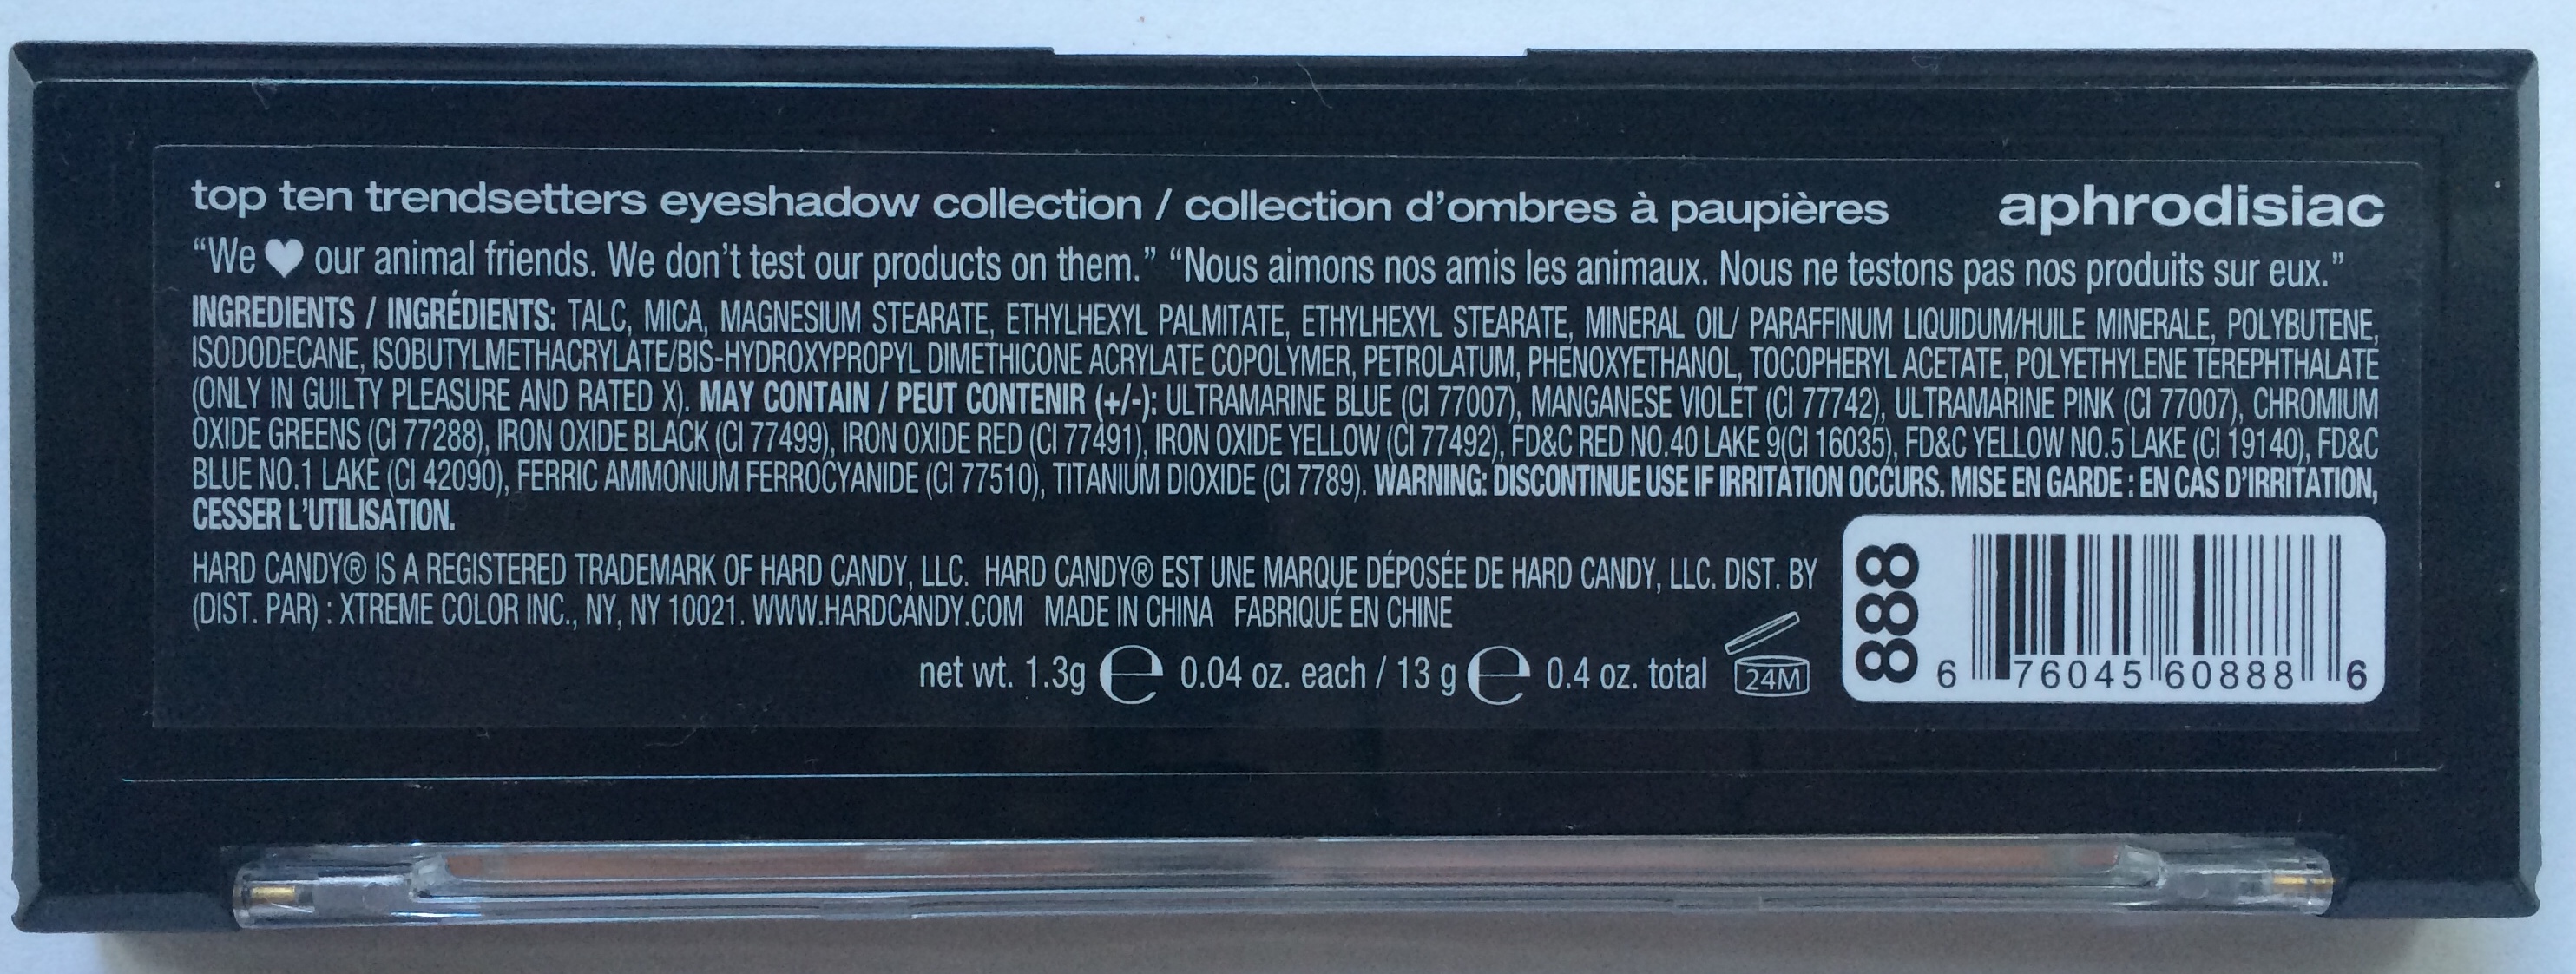 top ten trendsetters eyeshadow collection / collection d'ombres à paupières aphrodisiac
“We ♥ our animal friends. We don't test our products on them.” “Nous aimons nos amis les animaux. Nous ne testons pas nos produits sur eux.”
INGREDIENTS / INGRÉDIENTS: TALC, MICA, MAGNESIUM STEARATE, ETHYLHEXYL PALMITATE, ETHYLHEXYL STEARATE, MINERAL OIL/ PARAFFINUM LIQUIDUM/HUILE MINERALE, POLYBUTENE,
ISODODECANE, ISOBUTYLMETHACRYLATE/BIS-HYDROXYPROPYL DIMETHICONE ACRYLATE COPOLYMER, PETROLATUM, PHENOXYETHANOL, TOCOPHERYL ACETATE, POLYETHYLENE TEREPHTHALATE
(ONLY IN GUILTY PLEASURE AND RATED X). MAY CONTAIN / PEUT CONTENIR (+/-): ULTRAMARINE BLUE (CI 77007), MANGANESE VIOLET (CI 77742), ULTRAMARINE PINK (CI 77007), CHROMIUM
OXIDE GREENS (CI 77288), IRON OXIDE BLACK (CI 77499), IRON OXIDE RED (CI 77491), IRON OXIDE YELLOW (CI 77492), FD&C RED NO.40 LAKE 9(CI 16035), FD&C YELLOW NO.5 LAKE (CI 19140), FD&C
BLUE NO.1 LAKE (CI 42090), FERRIC AMMONIUM FERROCYANIDE (CI 77510), TITANIUM DIOXIDE (CI 7789). WARNING: DISCONTINUE USE IF IRRITATION OCCURS. MISE EN GARDE : EN CAS D'IRRITATION,
CESSER L'UTILISATION.
HARD CANDY® IS A REGISTERED TRADEMARK OF HARD CANDY, LLC. HARD CANDY® EST UNE MARQUE DÉPOSÉE DE HARD CANDY, LLC. DIST. BY
(DIST. PAR) : XTREME COLOR INC., NY, NY 10021. WWW.HARDCANDY.COM MADE IN CHINA FABRIQUÉ EN CHINE
net wt. 1.3g ℮ 0.04 oz. each / 13 g ℮ 0.4 oz. total 24M
888
6 76045 60888 6